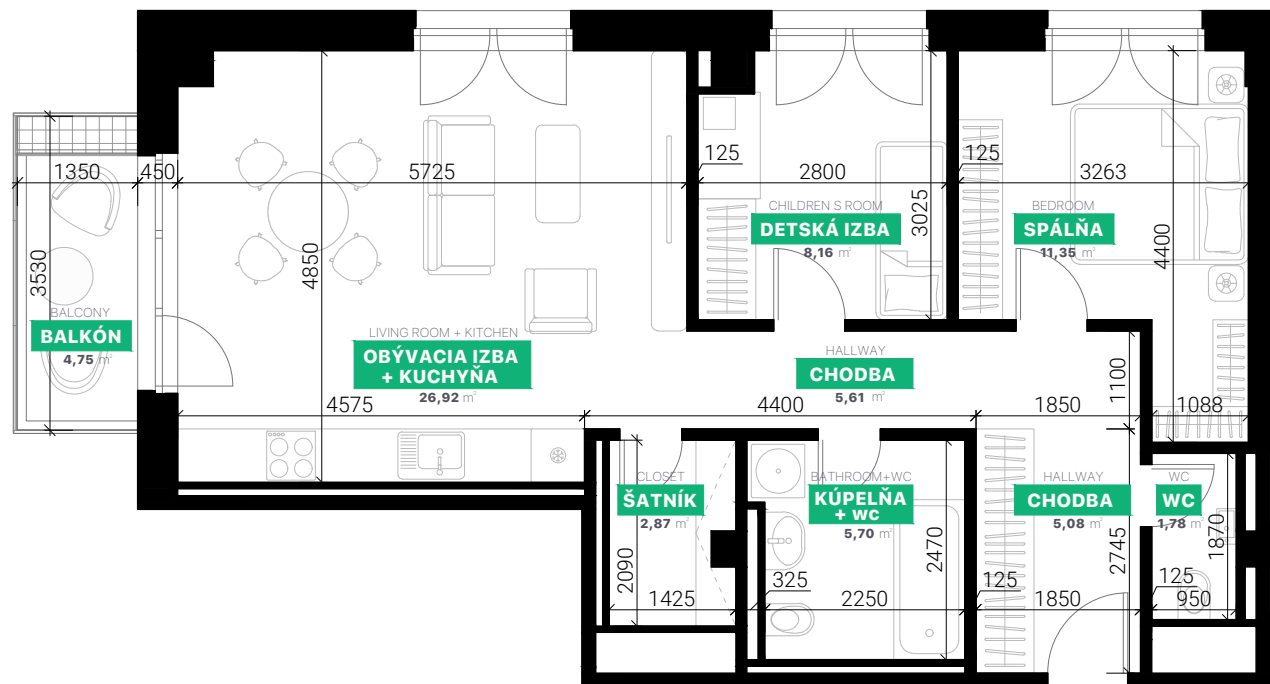 1350
450
5725
125
2800
125
3263
3530
4850
3025
4400
BALCONY
BALKÓN
4,75 m²
LIVING ROOM + KITCHEN
OBÝVACIA IZBA
+ KUCHYŇA
26,92 m²
CHILDREN S ROOM
DETSKÁ IZBA
8,16 m²
BEDROOM
SPÁLŇA
11,35 m²
HALLWAY
CHODBA
5,61 m²
1100
4575
4400
1850
1088
CLOSET
ŠATNÍK
2,87 m²
BATHROOM+WC
KÚPELŇA
+ WC
5,70 m²
HALLWAY
CHODBA
5,08 m²
WC
WC
1,78 m²
2090
2470
2745
1870
325
125
125
1425
2250
1850
950